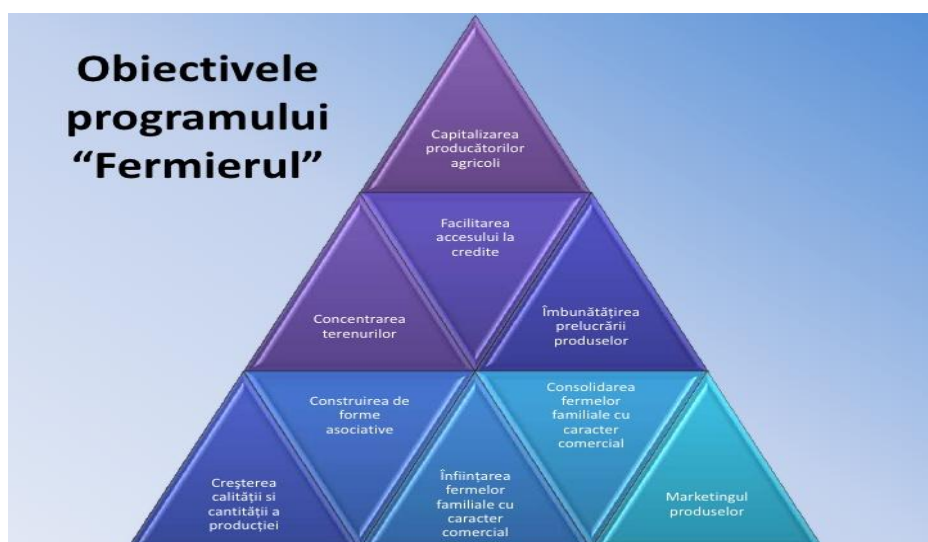 Obiectivele
programului
“Fermierul”
Capitalizarea
producătorilor
agricoli
Facilitarea
accesului la
credite
Concentrarea
terenurilor
Îmbunătățirea
prelucrării
produselor
Construirea de
forme
asociative
Consolidarea
fermelor
familiale cu
caracter
comercial
Creşterea
calității si
cantității a
producției
Înființarea
fermelor
familiale cu
caracter
comercial
Marketingul
produselor